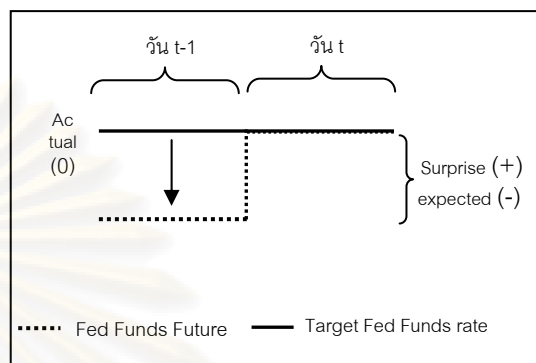 วัน t-1 วัน t
Ac
tual
(0)
Surprise (+)
expected (-)
Fed Funds Future Target Fed Funds rate